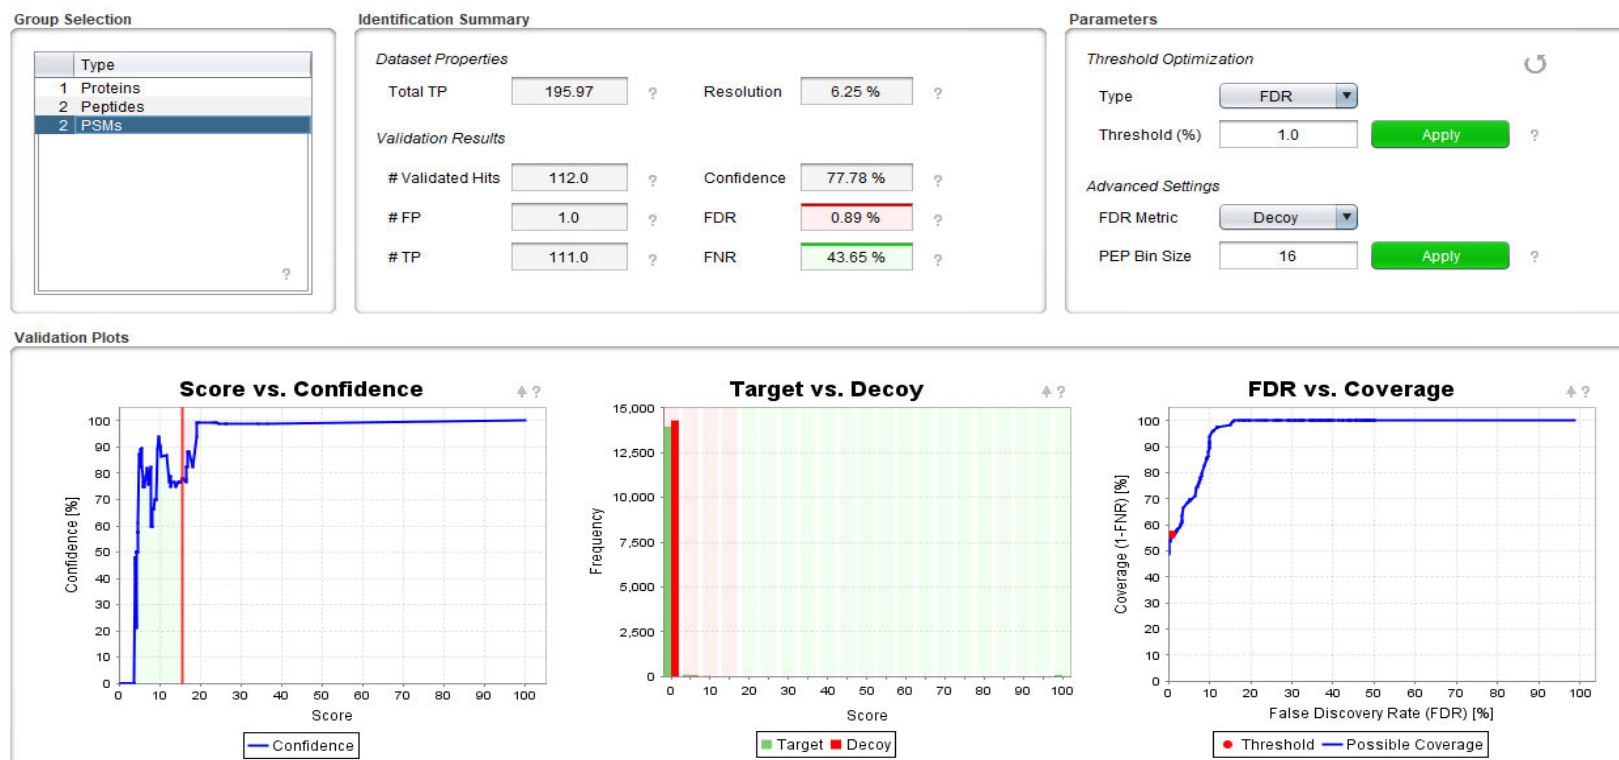 Group Selection
Type
1 Proteins
2 Peptides
2 PSMs
?
Identification Summary
Dataset Properties
Total TP 195.97 ? Resolution 6.25 % ?
Validation Results
# Validated Hits 112.0 ? Confidence 77.78 % ?
# FP 1.0 ? FDR 0.89 % ?
# TP 111.0 ? FNR 43.65 % ?
Parameters
Threshold Optimization
Type FDR
Threshold (%) 1.0 Apply ?
Advanced Settings
FDR Metric Decoy
PEP Bin Size 16 Apply ?
Validation Plots
Score vs. Confidence ?
Confidence [%]
100
90
80
70
60
50
40
30
20
10
0
0 10 20 30 40 50 60 70 80 90 100
Score
Confidence
Target vs. Decoy ?
Frequency
15,000
12,500
10,000
7,500
5,000
2,500
0
0 10 20 30 40 50 60 70 80 90 100
Score
Target Decoy
FDR vs. Coverage ?
Coverage (1-FNR) [%]
100
90
80
70
60
50
40
30
20
10
0
0 10 20 30 40 50 60 70 80 90 100
False Discovery Rate (FDR) [%]
Threshold Possible Coverage